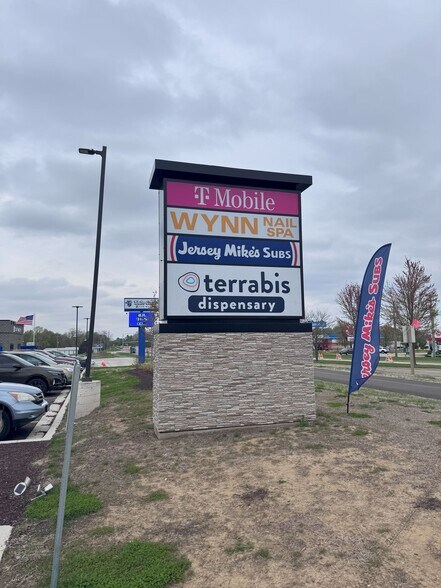 T Mobile
WYNN NAIL SPA
Jersey Mike's Subs
terrabis
dispensary
Jersey Mike's Subs